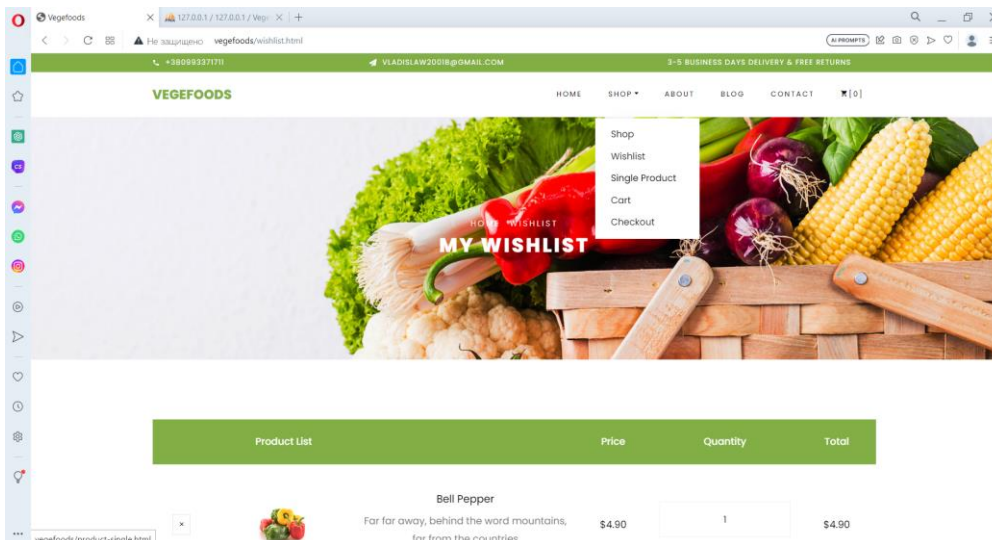 Vegefoods
127.0.0.1 / 127.0.0.1 / Vege
Не защищено vegefoods/wishlist.html
AI PROMPTS
+380993371711 VLADISLAW20018@GMAIL.COM 3-5 BUSINESS DAYS DELIVERY & FREE RETURNS
VEGEFOODS HOME SHOP ABOUT BLOG CONTACT [0]
Shop
Wishlist
Single Product
Cart
Checkout
HOME WISHLIST
MY WISHLIST
Product List Price Quantity Total
Bell Pepper
Far far away, behind the word mountains,
far from the countries
$4.90 1 $4.90
vegefoods/product-single.html